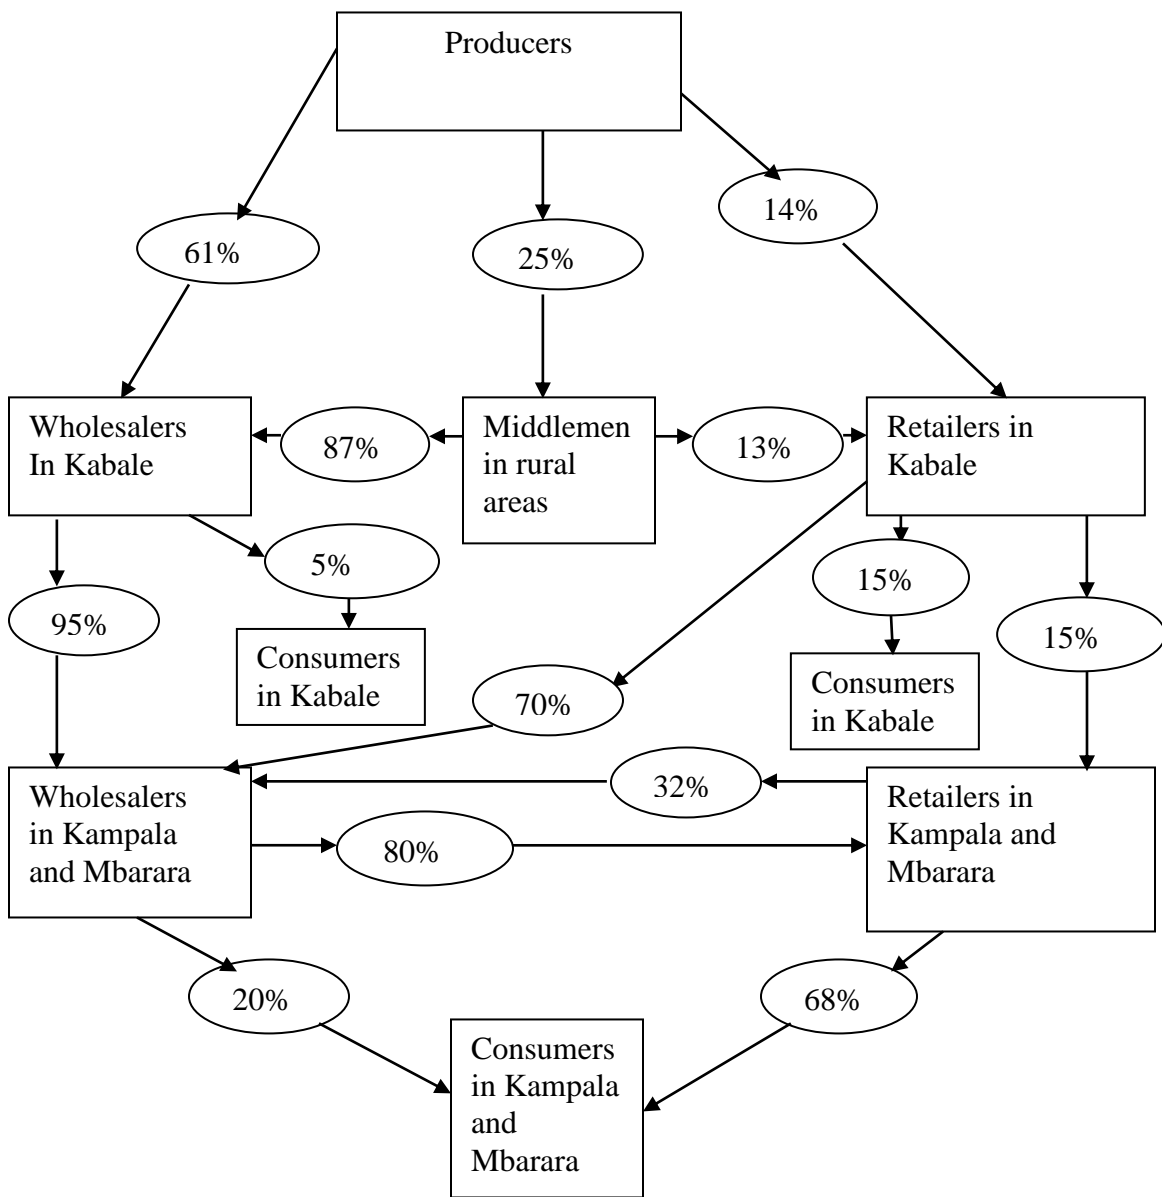 Producers
14%
61%
25%
Wholesalers
In Kabale
87%
Middlemen
in rural
areas
13%
Retailers in
Kabale
5%
15%
95%
15%
Consumers
in Kabale
70%
Consumers
in Kabale
Wholesalers
in Kampala
and Mbarara
32%
80%
Retailers in
Kampala and
Mbarara
20%
68%
Consumers
in Kampala
and
Mbarara